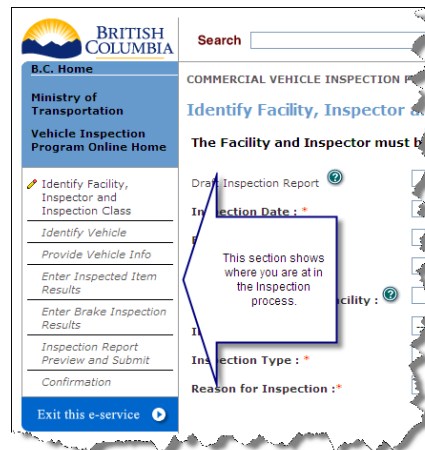 BRITISH
COLUMBIA
Search
B.C. Home
Ministry of
Transportation
Vehicle Inspection
Program Online Home
COMMERCIAL VEHICLE INSPECTION
Identify Facility, Inspector
The Facility and Inspector must
Identify Facility,
Inspector and
Inspection Class
Identify Vehicle
Provide Vehicle Info
Enter Inspected Item
Results
Enter Brake Inspection
Results
Inspection Report
Preview and Submit
Confirmation
Exit this e-service
Draft Inspection Report
Inspection Date : *
This section shows
where you are at in
the Inspection
process.
acility :
Inspection Type : *
Reason for Inspection :*